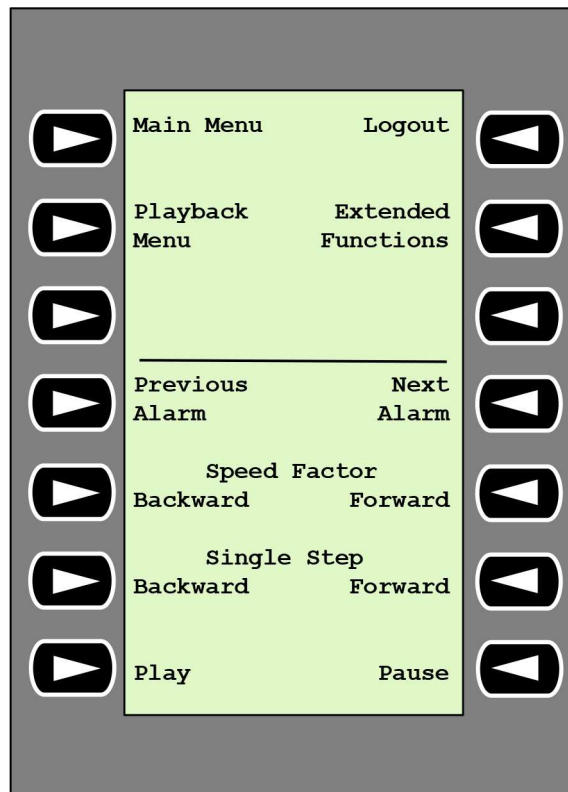 Main Menu Logout
Playback Extended
Menu Functions
Previous Next
Alarm Alarm
Speed Factor
Backward Forward
Single Step
Backward Forward
Play Pause